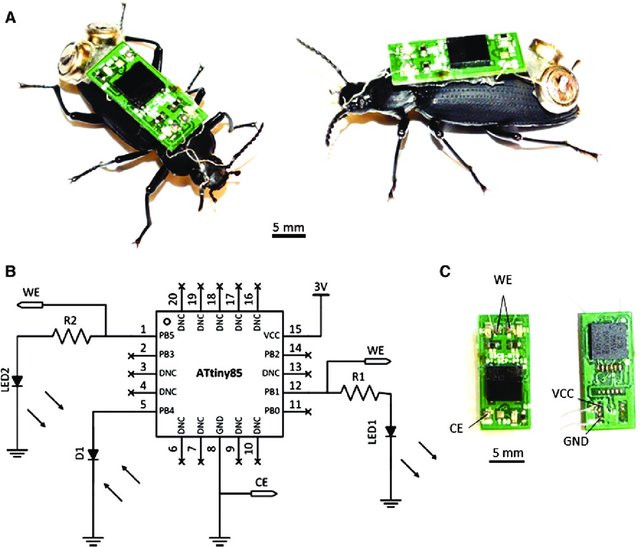 A
5 mm
B
C
WE
R2
LED2
1
PB5
2
PB3
3
DNC
4
DNC
5
PB4
D1
20 19 18 17 16
DNC DNC DNC DNC DNC
ATtiny85
6 7 8 9 10
DNC DNC GND DNC DNC
CE
3V
VCC
15
PB2
14
DNC
13
PB1
12
PB0
11
WE
R1
LED1
WE
CE
5 mm
VCC
GND